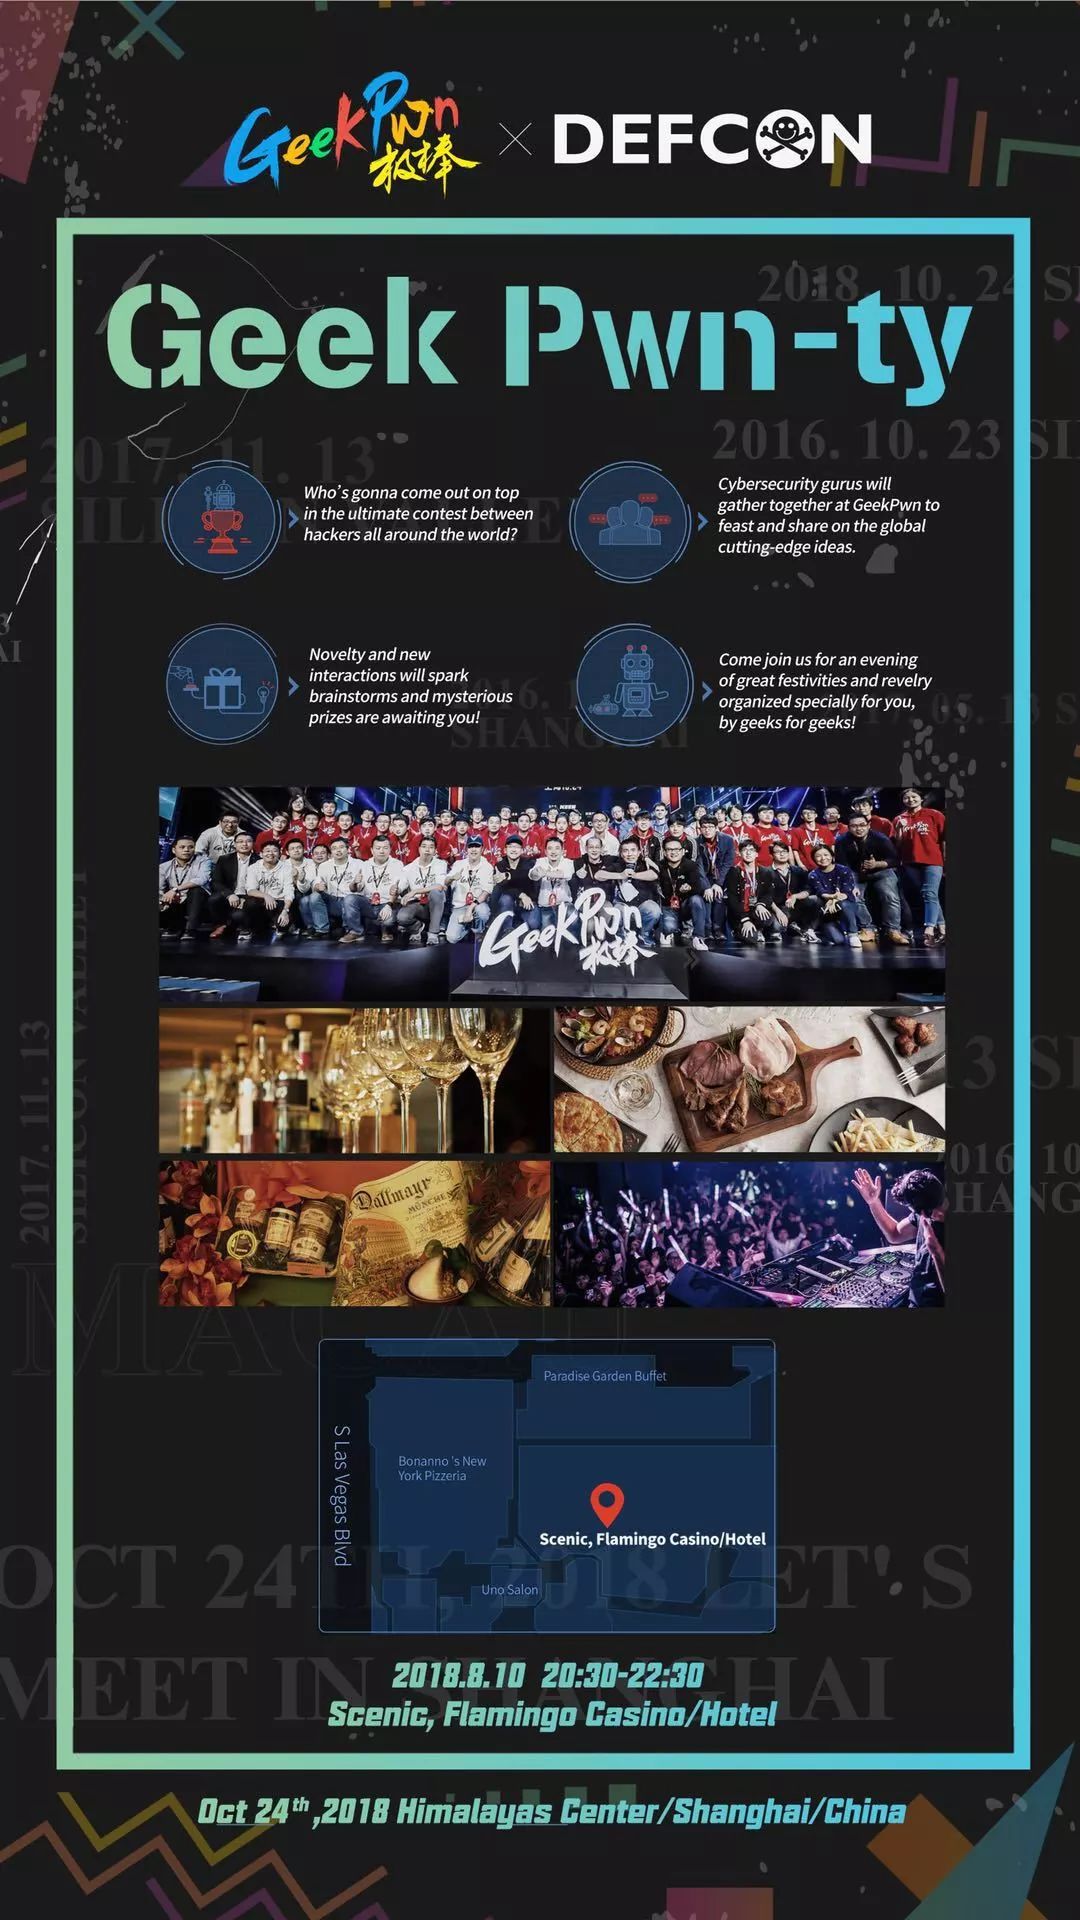 GeekPwn
极棒
× DEFCON
Geek Pwn-ty
2018. 10. 24
2017. 11. 13
2016. 10. 23
Who's gonna come out on top
in the ultimate contest between
hackers all around the world?
Cybersecurity gurus will
gather together at GeekPwn to
feast and share on the global
cutting-edge ideas.
Novelty and new
interactions will spark
brainstorms and mysterious
prizes are awaiting you!
Come join us for an evening
of great festivities and revelry
organized specially for you,
by geeks for geeks!
SHANGHAI
GeekPwn
极棒
Dallmayr
MÜNCHEN
2017. 11.13
SILICON VALLEY
Paradise Garden Buffet
S Las Vegas Blvd
Bonanno 's New
York Pizzeria
Scenic, Flamingo Casino/Hotel
Uno Salon
OCT 24TH, 2018 LET'S
MEET IN SHANGHAI
2018.8.10 20:30-22:30
Scenic, Flamingo Casino/Hotel
Oct 24th ,2018 Himalayas Center/Shanghai/China